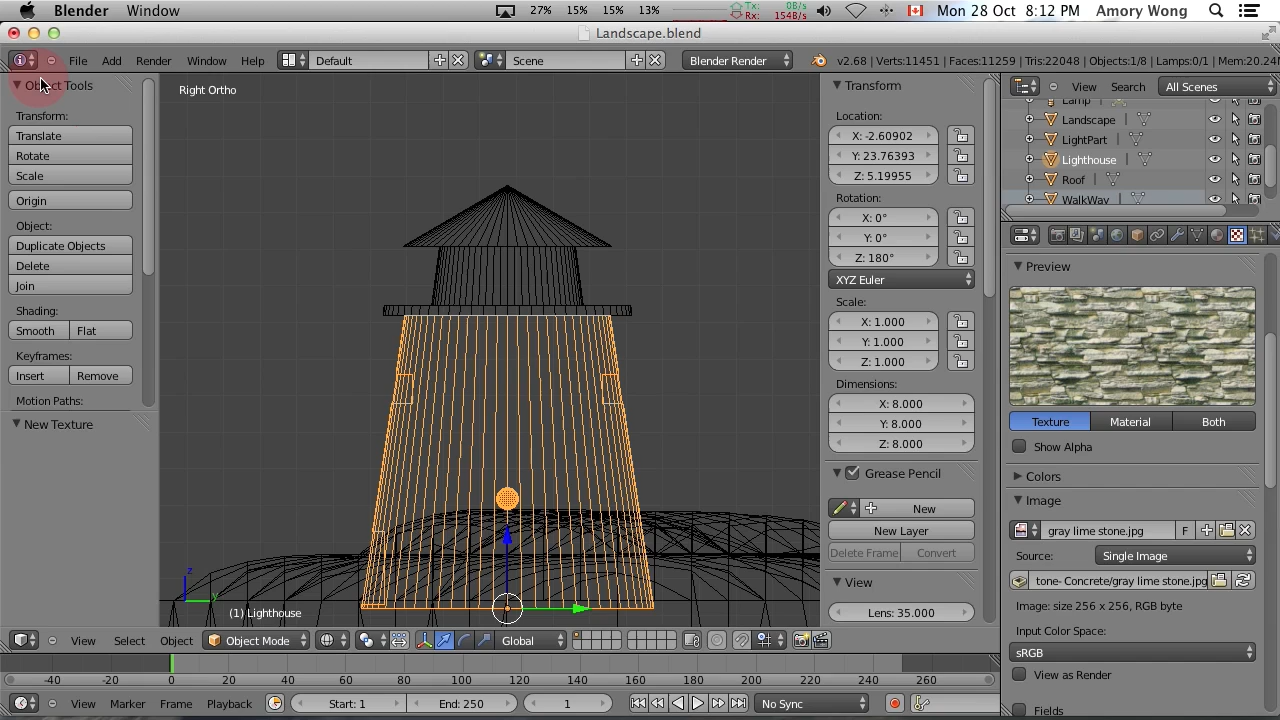 Blender Window 27% 15% 15% 13% Tx: 0B/s Rx: 154B/s Mon 28 Oct 8:12 PM Amory Wong
Landscape.blend
File Add Render Window Help Default Scene Blender Render v2.68 | Verts:11451 | Faces:11259 | Tris:22048 | Objects:1/8 | Lamps:0/1 | Mem:20.24
Object Tools
Transform:
Translate
Rotate
Scale
Origin
Object:
Duplicate Objects
Delete
Join
Shading:
Smooth Flat
Keyframes:
Insert Remove
Motion Paths:
New Texture
Right Ortho
(1) Lighthouse
z
y
Transform
Location:
X: -2.60902
Y: 23.76393
Z: 5.19955
Rotation:
X: 0°
Y: 0°
Z: 180°
XYZ Euler
Scale:
X: 1.000
Y: 1.000
Z: 1.000
Dimensions:
X: 8.000
Y: 8.000
Z: 8.000
Grease Pencil
New
New Layer
Delete Frame Convert
View
Lens: 35.000
View Search All Scenes
Lamp
Landscape
LightPart
Lighthouse
Roof
WalkWay
Preview
Texture Material Both
Show Alpha
Colors
Image
gray lime stone.jpg F
Source: Single Image
tone- Concrete/gray lime stone.jpg
Image: size 256 x 256, RGB byte
Input Color Space:
sRGB
View as Render
Fields
View Select Object Object Mode Global
-40 -20 0 20 40 60 80 100 120 140 160 180 200 220 240 260
View Marker Frame Playback Start: 1 End: 250 1 No Sync